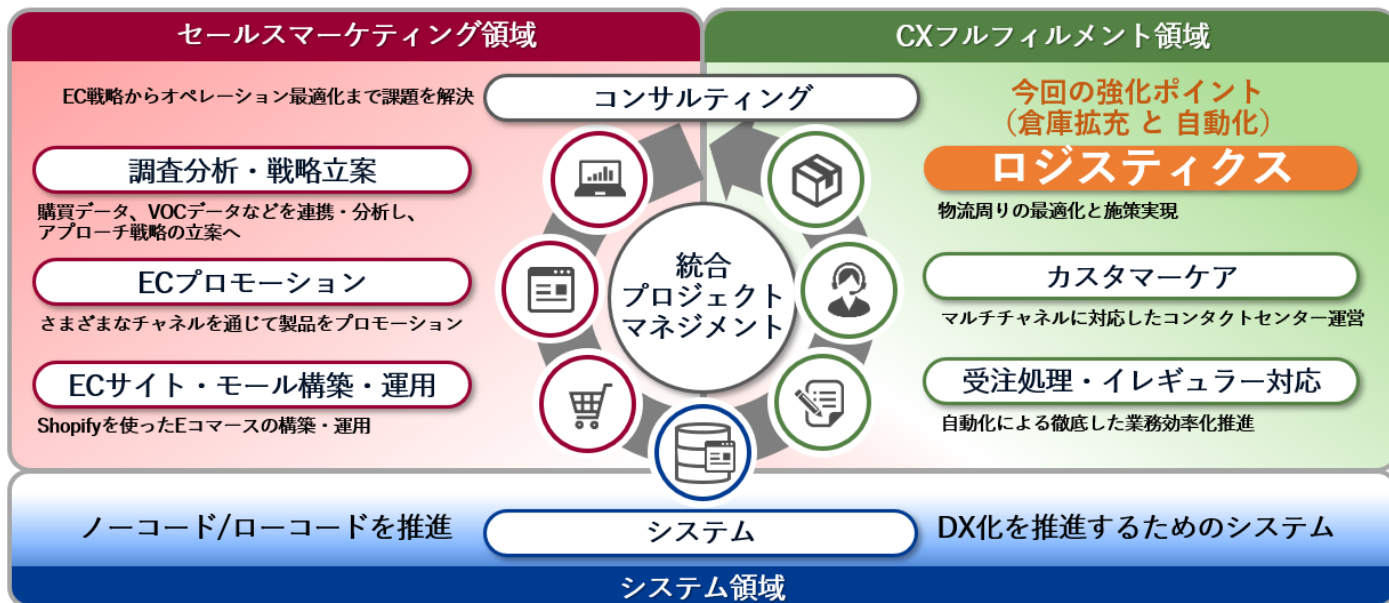 セールスマーケティング領域
CXフルフィルメント領域
EC戦略からオペレーション最適化まで課題を解決
コンサルティング
今回の強化ポイント
（倉庫拡充 と 自動化）
調査分析・戦略立案
購買データ、VOCデータなどを連携・分析し、
アプローチ戦略の立案へ
ロジスティクス
物流周りの最適化と施策実現
ECプロモーション
さまざまなチャネルを通じて製品をプロモーション
統合
プロジェクト
マネジメント
カスタマーケア
マルチチャネルに対応したコンタクトセンター運営
ECサイト・モール構築・運用
Shopifyを使ったEコマースの構築・運用
受注処理・イレギュラー対応
自動化による徹底した業務効率化推進
ノーコード/ローコードを推進
システム
DX化を推進するためのシステム
システム領域